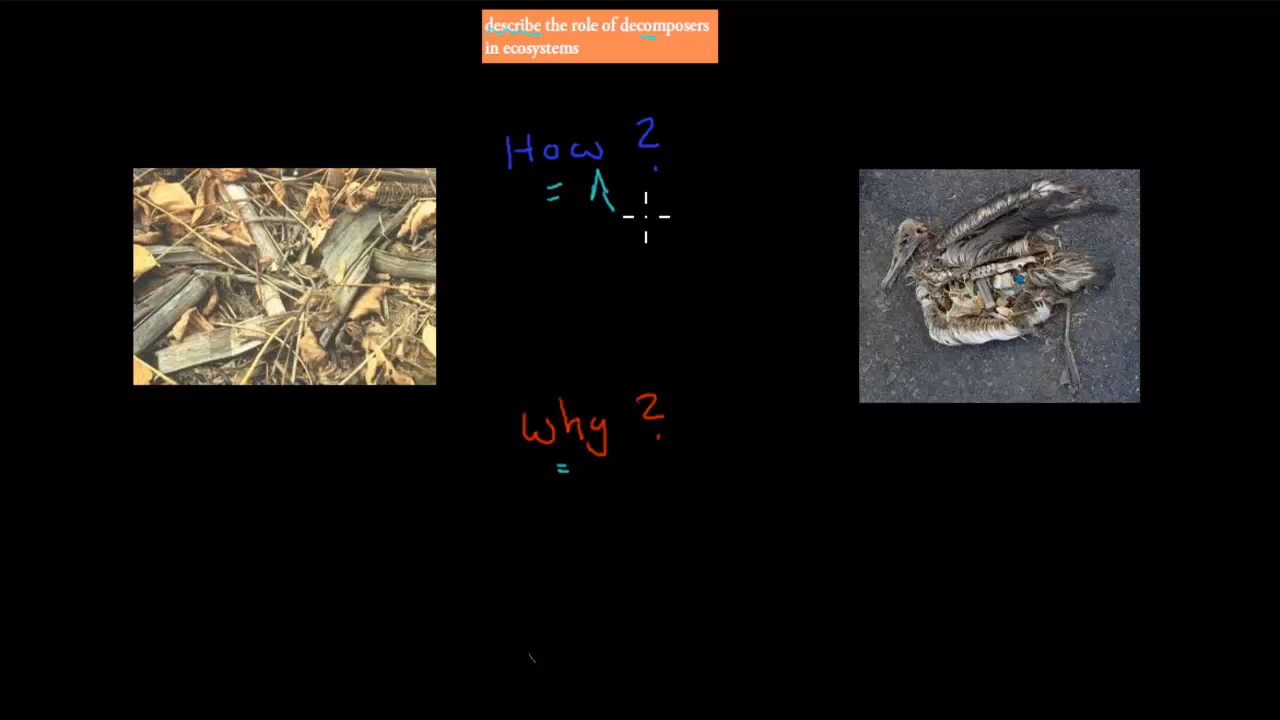 describe the role of decomposers
in ecosystems
How ?
why ?